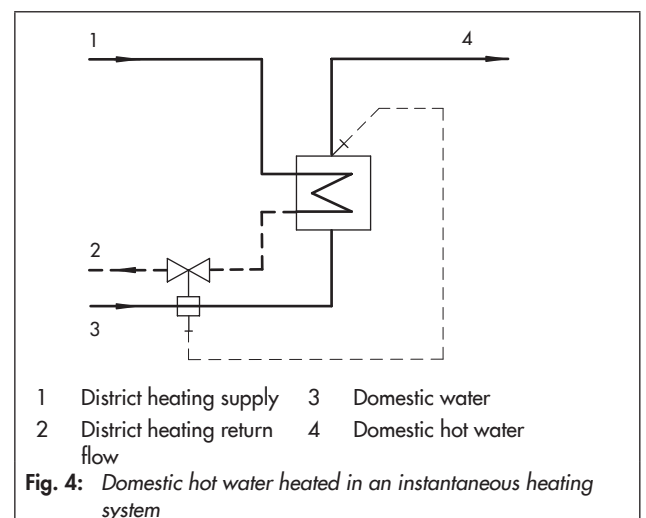 1
4
2
3
1 District heating supply 3 Domestic water
2 District heating return 4 Domestic hot water
flow
Fig. 4: Domestic hot water heated in an instantaneous heating
system